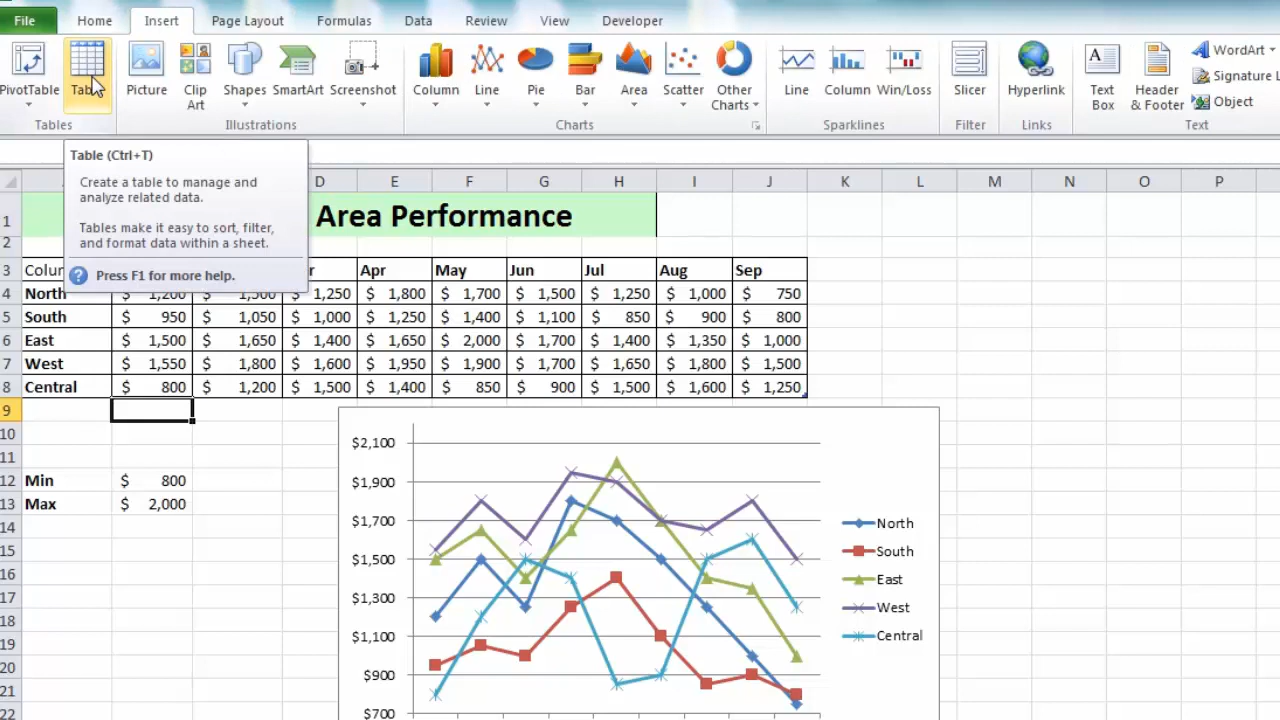 File Home Insert Page Layout Formulas Data Review View Developer
PivotTable Table Picture Clip Art Shapes SmartArt Screenshot Column Line Pie Bar Area Scatter Other Charts Line Column Win/Loss Slicer Hyperlink Text Box Header & Footer
WordArt
Signature L
Object
Tables Illustrations Charts Sparklines Filter Links Text
Table (Ctrl+T)
Create a table to manage and
analyze related data.
Tables make it easy to sort, filter,
and format data within a sheet.
Press F1 for more help.
D E F G H I J K L M N O P
1 Area Performance
2
3 Colum r Apr May Jun Jul Aug Sep
4 North $ 1,200 $ 1,500 $ 1,250 $ 1,800 $ 1,700 $ 1,500 $ 1,250 $ 1,000 $ 750
5 South $ 950 $ 1,050 $ 1,000 $ 1,250 $ 1,400 $ 1,100 $ 850 $ 900 $ 800
6 East $ 1,500 $ 1,650 $ 1,400 $ 1,650 $ 2,000 $ 1,700 $ 1,400 $ 1,350 $ 1,000
7 West $ 1,550 $ 1,800 $ 1,600 $ 1,950 $ 1,900 $ 1,700 $ 1,650 $ 1,800 $ 1,500
8 Central $ 800 $ 1,200 $ 1,500 $ 1,400 $ 850 $ 900 $ 1,500 $ 1,600 $ 1,250
9
10
11
12 Min $ 800
13 Max $ 2,000
14
15
16
17
18
19
20
21
22
$2,100
$1,900
$1,700
$1,500
$1,300
$1,100
$900
$700
North
South
East
West
Central